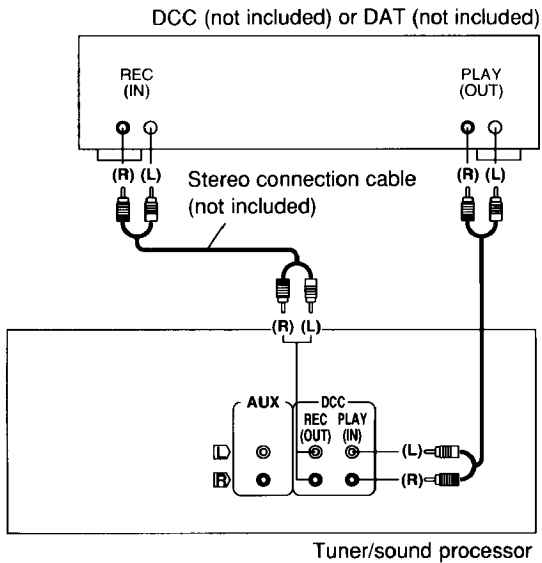 DCC (not included) or DAT (not included)
REC
(IN)
PLAY
(OUT)
(R) (L)
(R) (L)
Stereo connection cable
(not included)
(R) (L)
AUX
DCC
REC
(OUT)
PLAY
(IN)
L
(L)
R
(R)
Tuner/sound processor